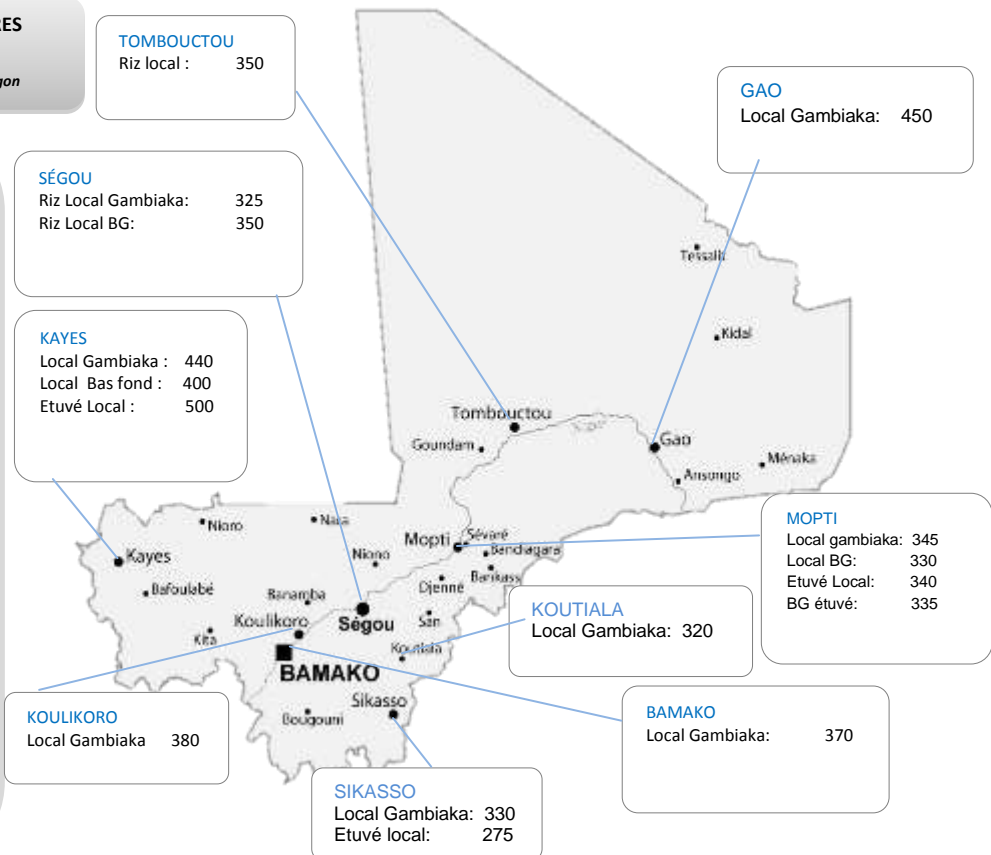 RES
gon
TOMBOUCTOU
Riz local : 350
GAO
Local Gambiaka: 450
SÉGOU
Riz Local Gambiaka: 325
Riz Local BG: 350
KAYES
Local Gambiaka : 440
Local Bas fond : 400
Etuvé Local : 500
Tessalit
Kidal
Tombouctou
Goundam
Gao
Ansongo
Ménaka
Nioro
Nara
Kayes
Bafoulabé
Niono
Mopti
Sévaré
Bandiagara
Bankass
Djenné
Banamba
Koulikoro
Ségou
San
Kita
Koutiala
BAMAKO
Sikasso
Bougouni
MOPTI
Local gambiaka: 345
Local BG: 330
Etuvé Local: 340
BG étuvé: 335
KOUTIALA
Local Gambiaka: 320
KOULIKORO
Local Gambiaka 380
BAMAKO
Local Gambiaka: 370
SIKASSO
Local Gambiaka: 330
Etuvé local: 275